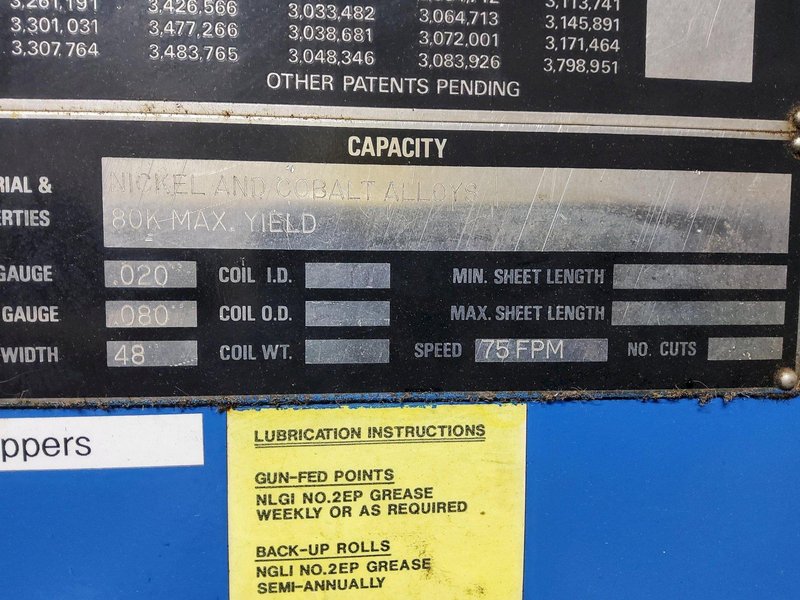 3,261,191 3,426,566 3,113,741
3,301,031 3,477,266 3,033,482 3,064,713 3,145,891
3,307,764 3,483,765 3,038,681 3,072,001 3,171,464
3,048,346 3,083,926 3,798,951
OTHER PATENTS PENDING
CAPACITY
RIAL & NICKEL AND COBALT ALLOYS
ERTIES 80K MAX. YIELD
GAUGE .020 COIL I.D. MIN. SHEET LENGTH
GAUGE .080 COIL O.D. MAX. SHEET LENGTH
WIDTH 48 COIL WT. SPEED 75 FPM NO. CUTS
ppers
LUBRICATION INSTRUCTIONS
GUN-FED POINTS
NLGI NO.2EP GREASE
WEEKLY OR AS REQUIRED
BACK-UP ROLLS
NGLI NO.2EP GREASE
SEMI-ANNUALLY